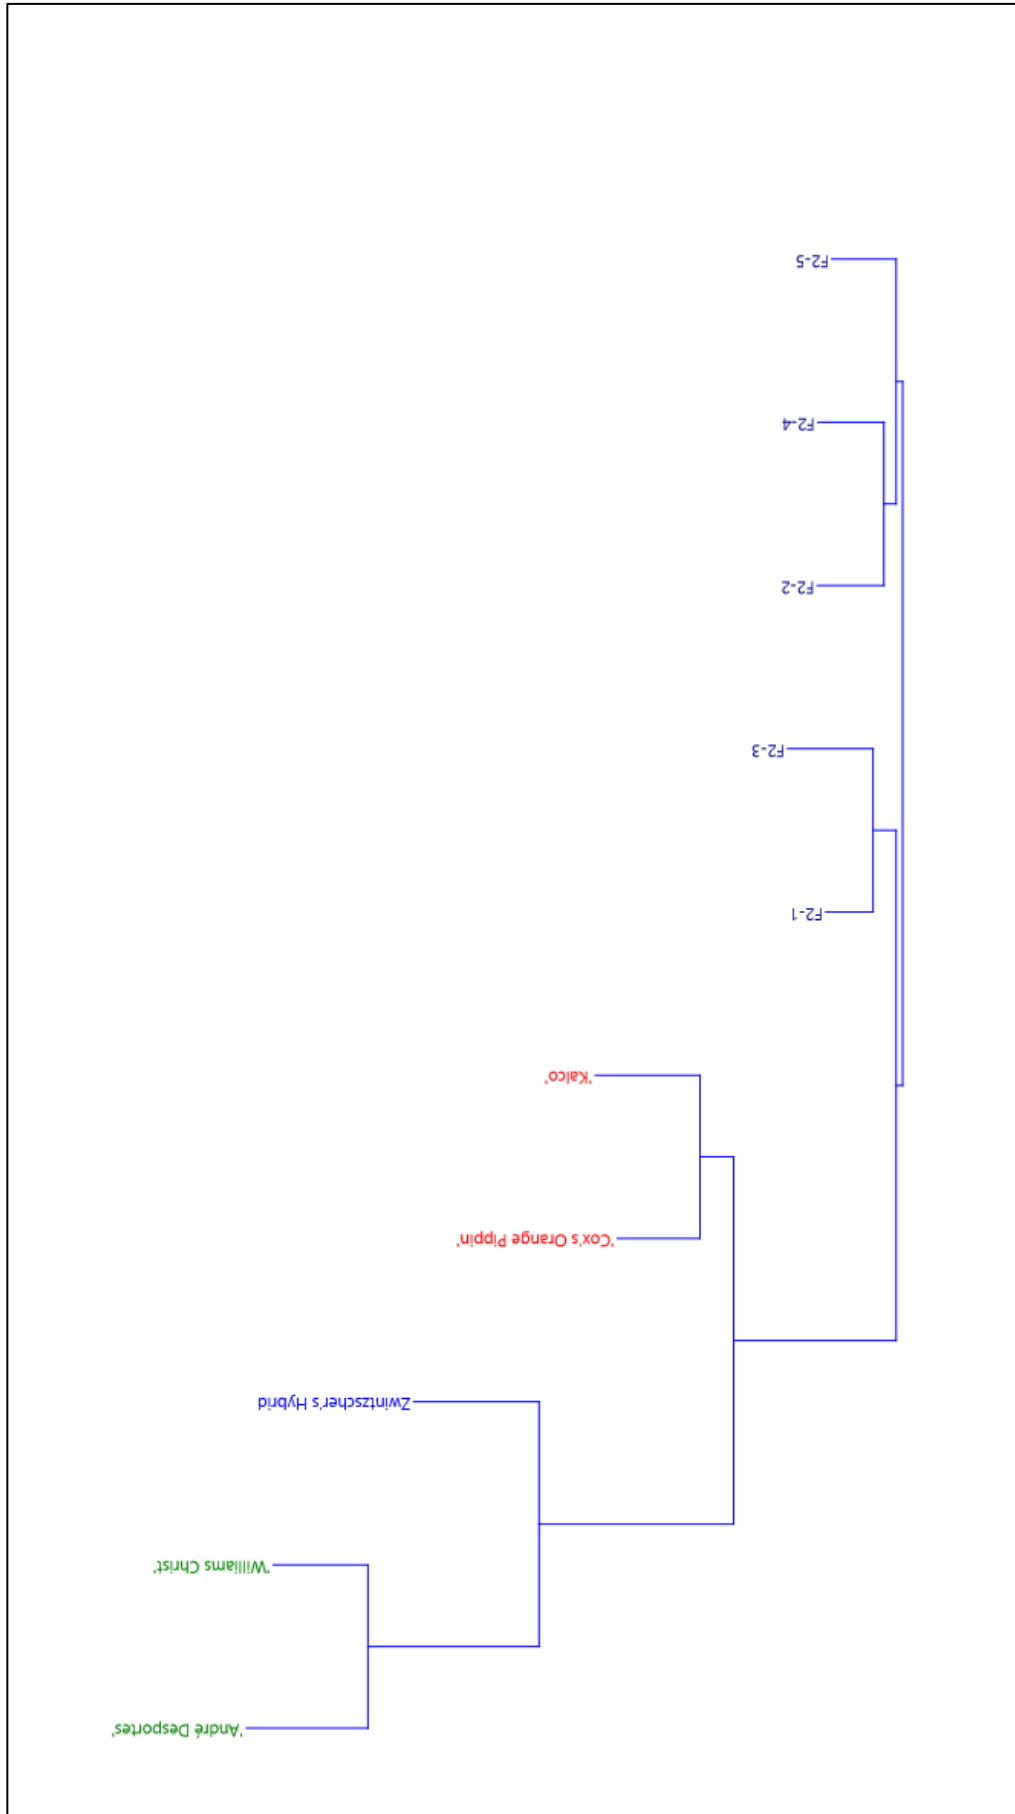 'André Desportes'
'Williams Christ'
Zwintzscher's Hybrid
'Cox's Orange Pippin'
'Kalco'
F2-1
F2-3
F2-2
F2-4
F2-5